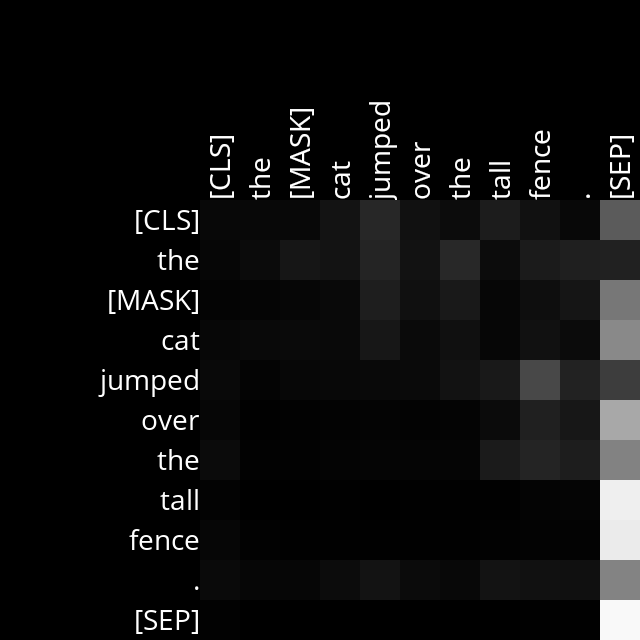 [CLS] the [MASK] cat jumped over the tall fence . [SEP]
[CLS]
the
[MASK]
cat
jumped
over
the
tall
fence
.
[SEP]